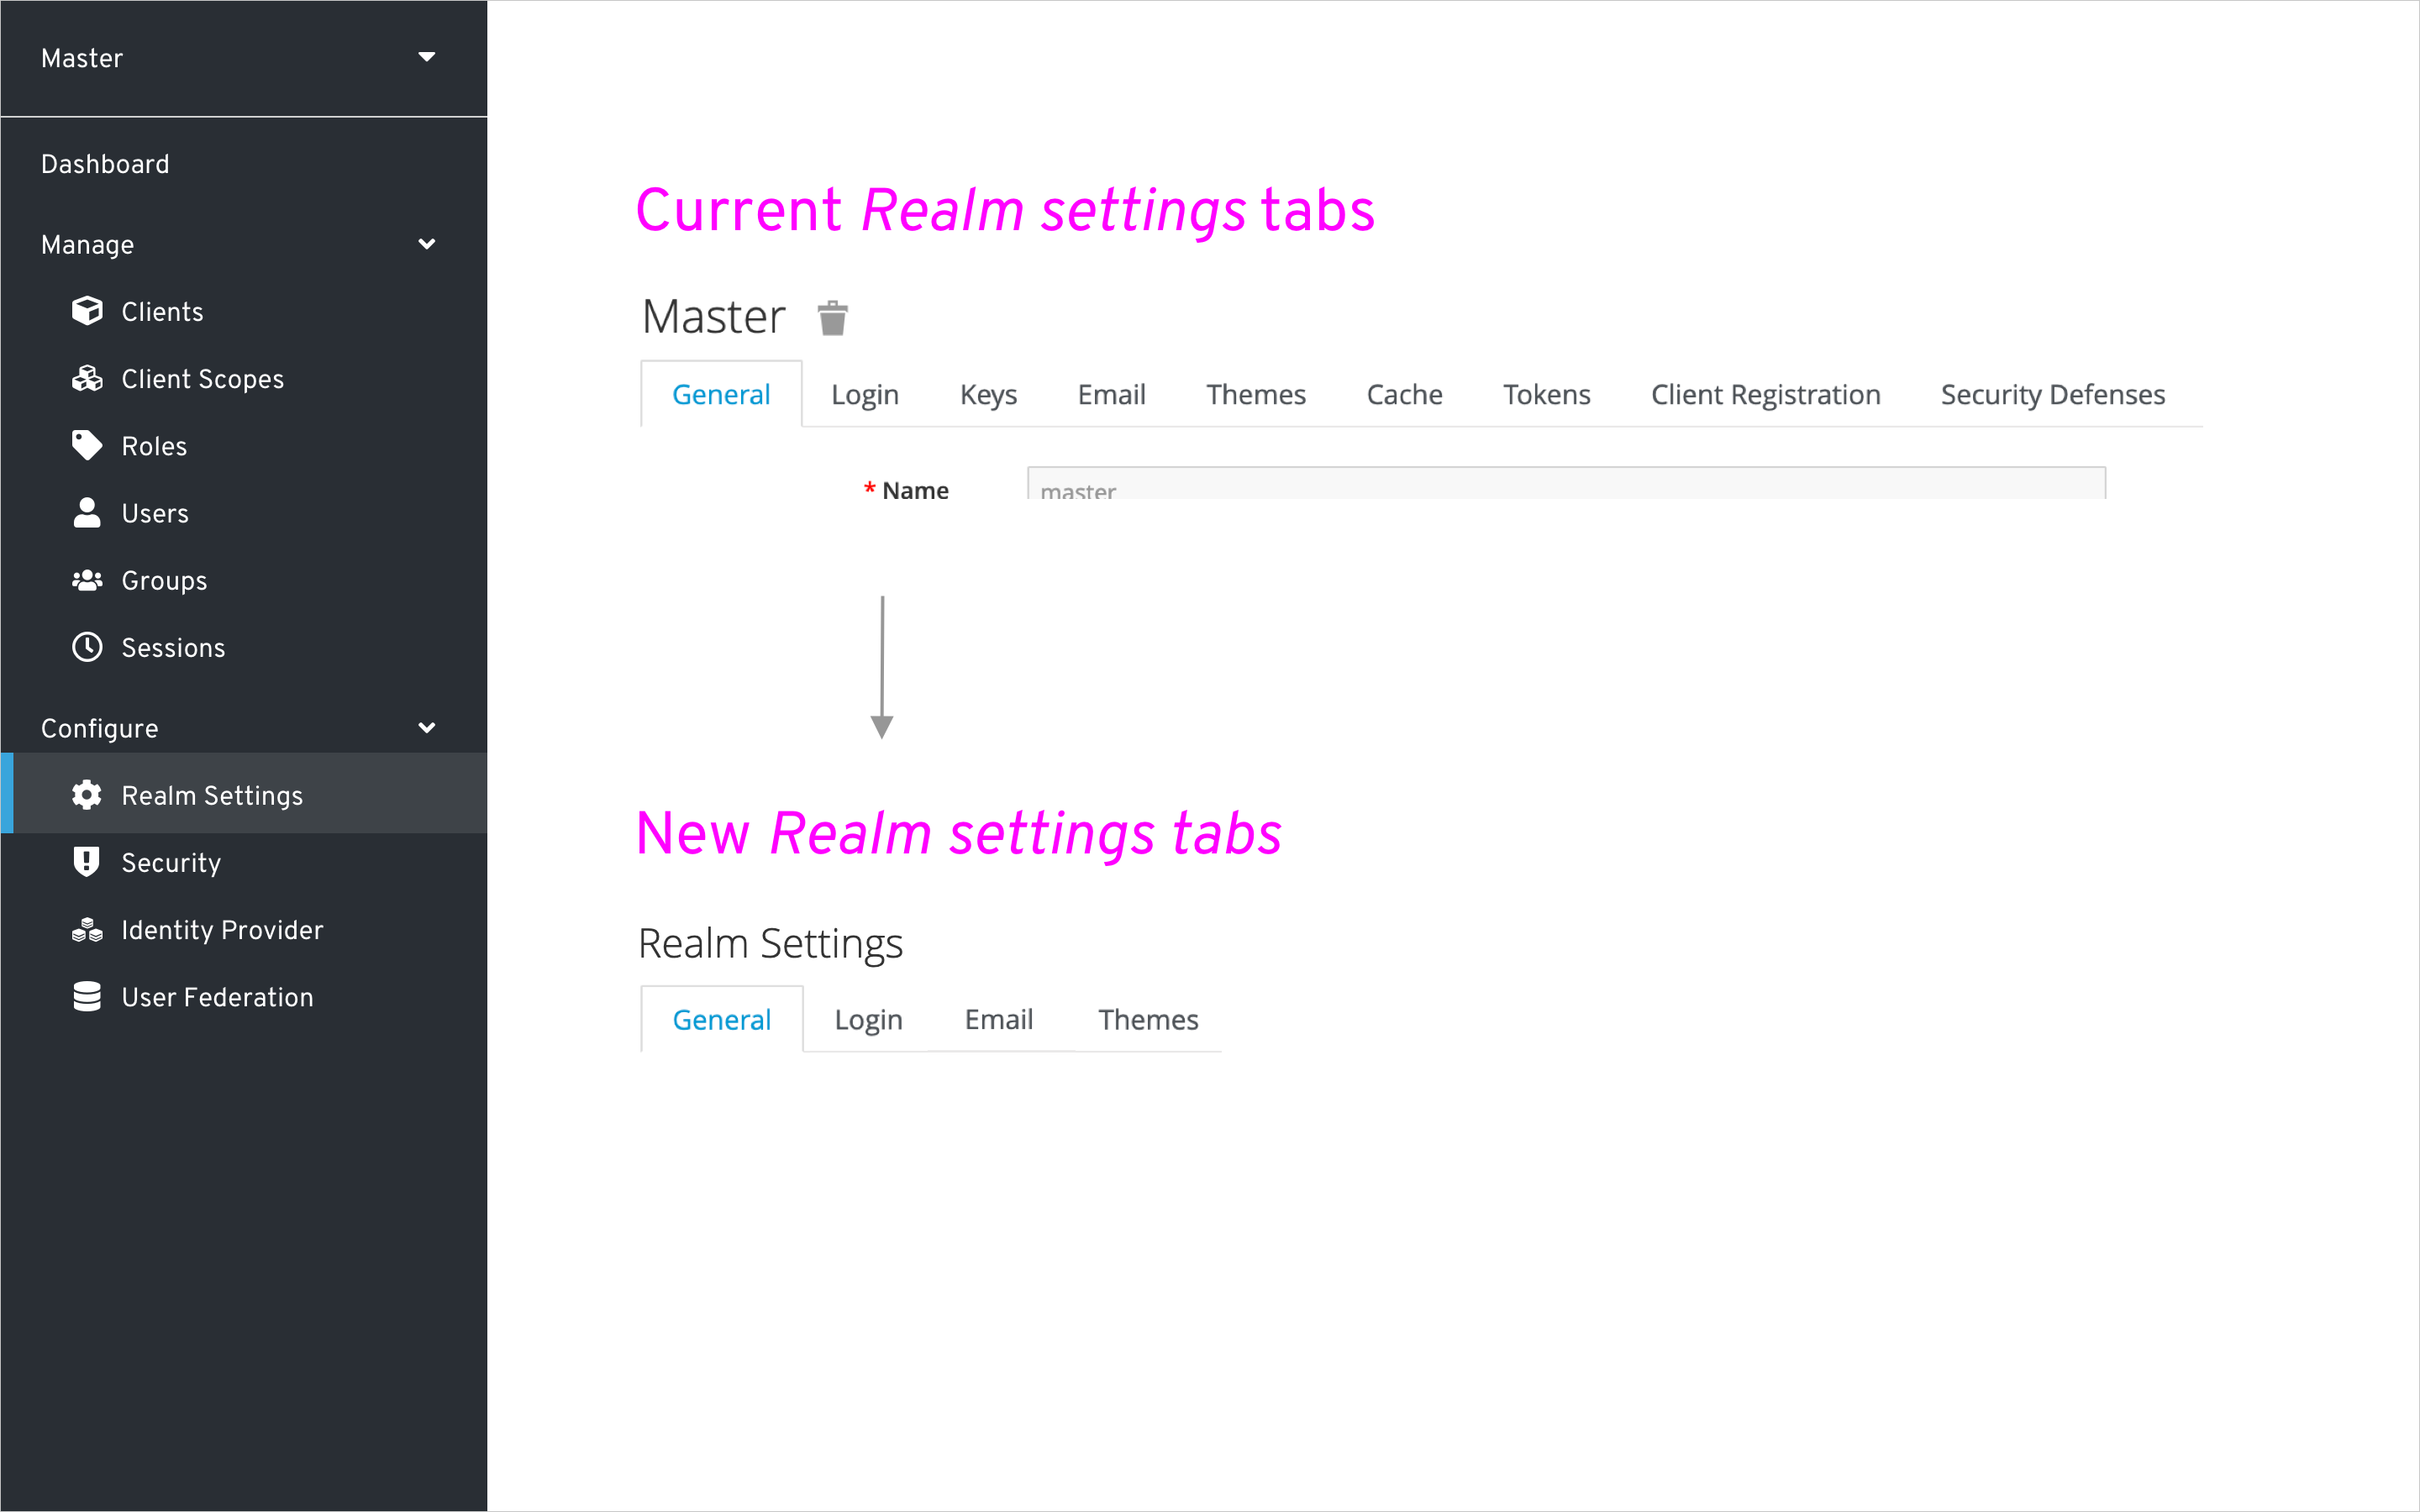 Master
Dashboard
Manage
Clients
Client Scopes
Roles
Users
Groups
Sessions
Configure
Realm Settings
Security
Identity Provider
User Federation
Current Realm settings tabs
Master
General Login Keys Email Themes Cache Tokens Client Registration Security Defenses
* Name master
New Realm settings tabs
Realm Settings
General Login Email Themes